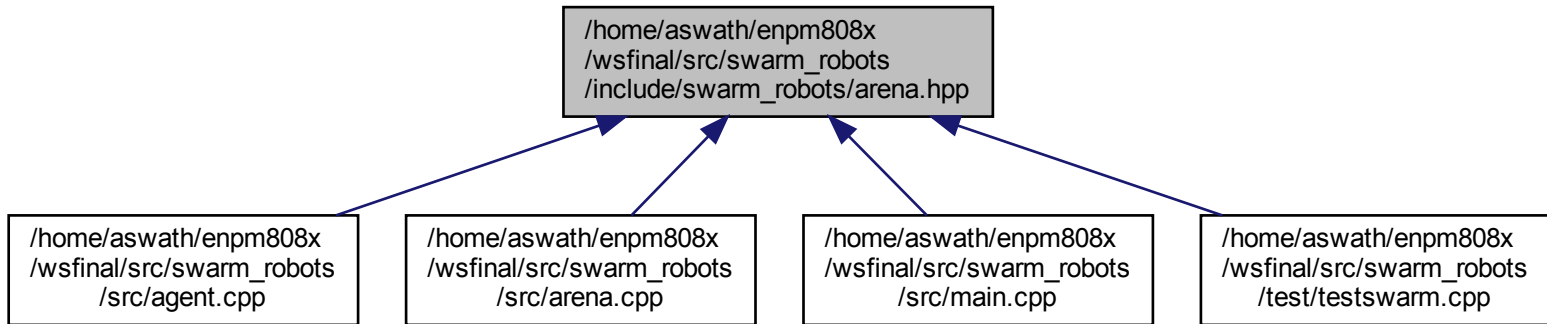 /home/aswath/enpm808x
/wsfinal/src/swarm_robots
/include/swarm_robots/arena.hpp
/home/aswath/enpm808x
/wsfinal/src/swarm_robots
/src/agent.cpp
/home/aswath/enpm808x
/wsfinal/src/swarm_robots
/src/arena.cpp
/home/aswath/enpm808x
/wsfinal/src/swarm_robots
/src/main.cpp
/home/aswath/enpm808x
/wsfinal/src/swarm_robots
/test/testswarm.cpp